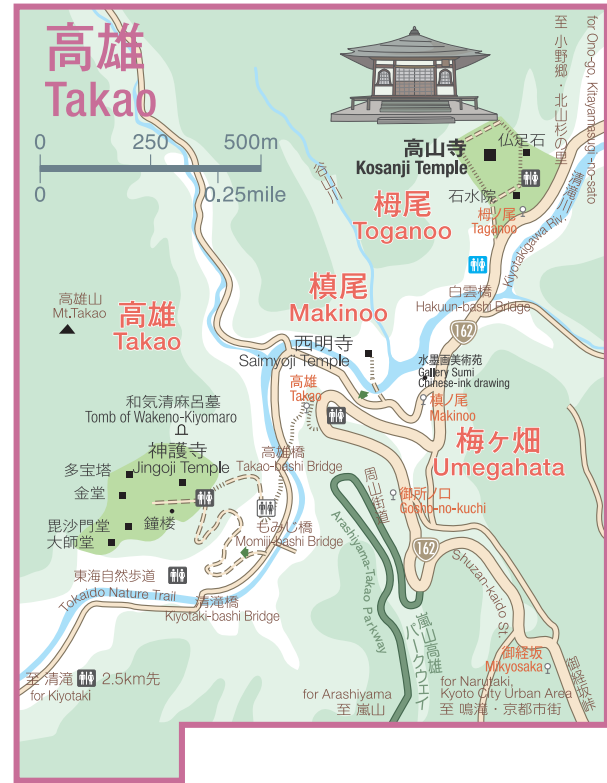 高雄
Takao
0 250 500m
0 0.25mile
for Ono-go, Kitayamasugi-no-sato
至 小野郷・北山杉の里
高山寺
Kosanji Temple
仏足石
石水院
栂ノ尾
Taganoo
清滝川
Kiyotakigawa Riv.
谷山川
栂尾
Toganoo
白雲橋
Hakuun-bashi Bridge
162
槙尾
Makinoo
西明寺
Saimyoji Temple
水墨画美術苑
Gallery Sumi
Chinese-ink drawing
槙ノ尾
Makinoo
高雄山
Mt.Takao
高雄
Takao
高雄
Takao
梅ヶ畑
Umegahata
和気清麻呂墓
Tomb of Wakeno-Kiyomaro
神護寺
Jingoji Temple
多宝塔
金堂
毘沙門堂
大師堂
鐘楼
高雄橋
Takao-bashi Bridge
もみじ橋
Momiji-bashi Bridge
周山街道
御所ノ口
Gosho-no-kuchi
162
Shuzan-kaido St.
Arashiyama-Takao Parkway
嵐山高雄
パークウェイ
東海自然歩道
Tokaido Nature Trail
清滝橋
Kiyotaki-bashi Bridge
御経坂
Mikyosaka
御経坂峠
至 清滝 2.5km先
for Kiyotaki
for Arashiyama
至 嵐山
for Narutaki,
Kyoto City Urban Area
至 鳴滝・京都市街